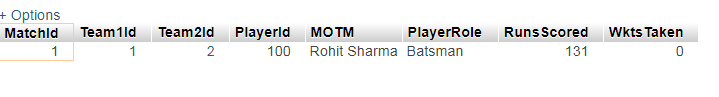 + Options
MatchId Team1Id Team2Id PlayerId MOTM PlayerRole RunsScored WktsTaken
1 1 2 100 Rohit Sharma Batsman 131 0